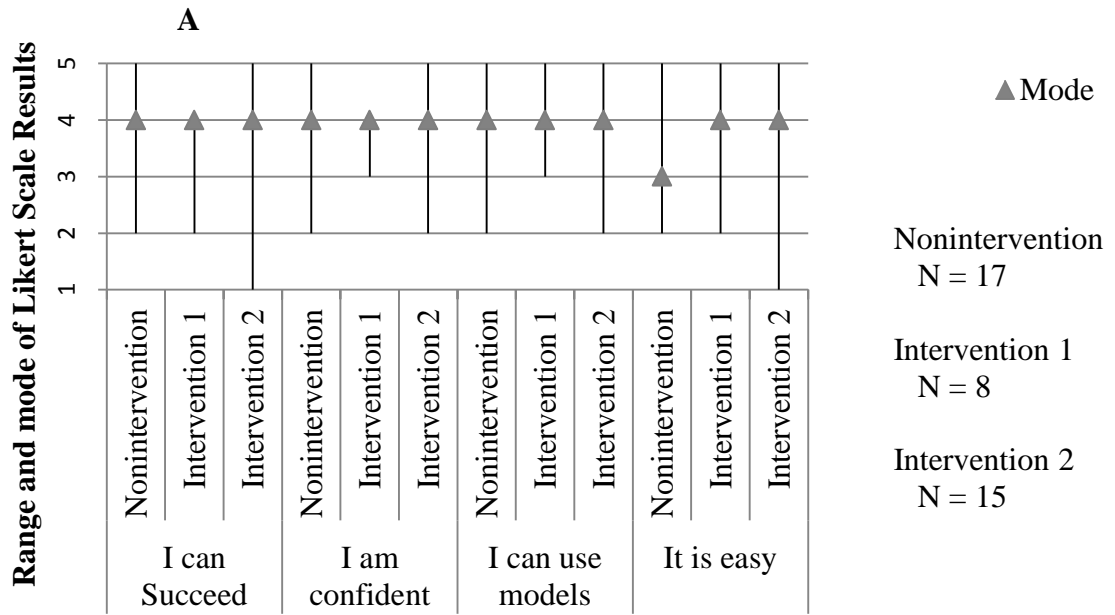 A
Range and mode of Likert Scale Results
5
4
3
2
1
Nonintervention
Intervention 1
Intervention 2
Nonintervention
Intervention 1
Intervention 2
Nonintervention
Intervention 1
Intervention 2
Nonintervention
Intervention 1
Intervention 2
I can
Succeed
I am
confident
I can use
models
It is easy
Mode
Nonintervention
N = 17
Intervention 1
N = 8
Intervention 2
N = 15